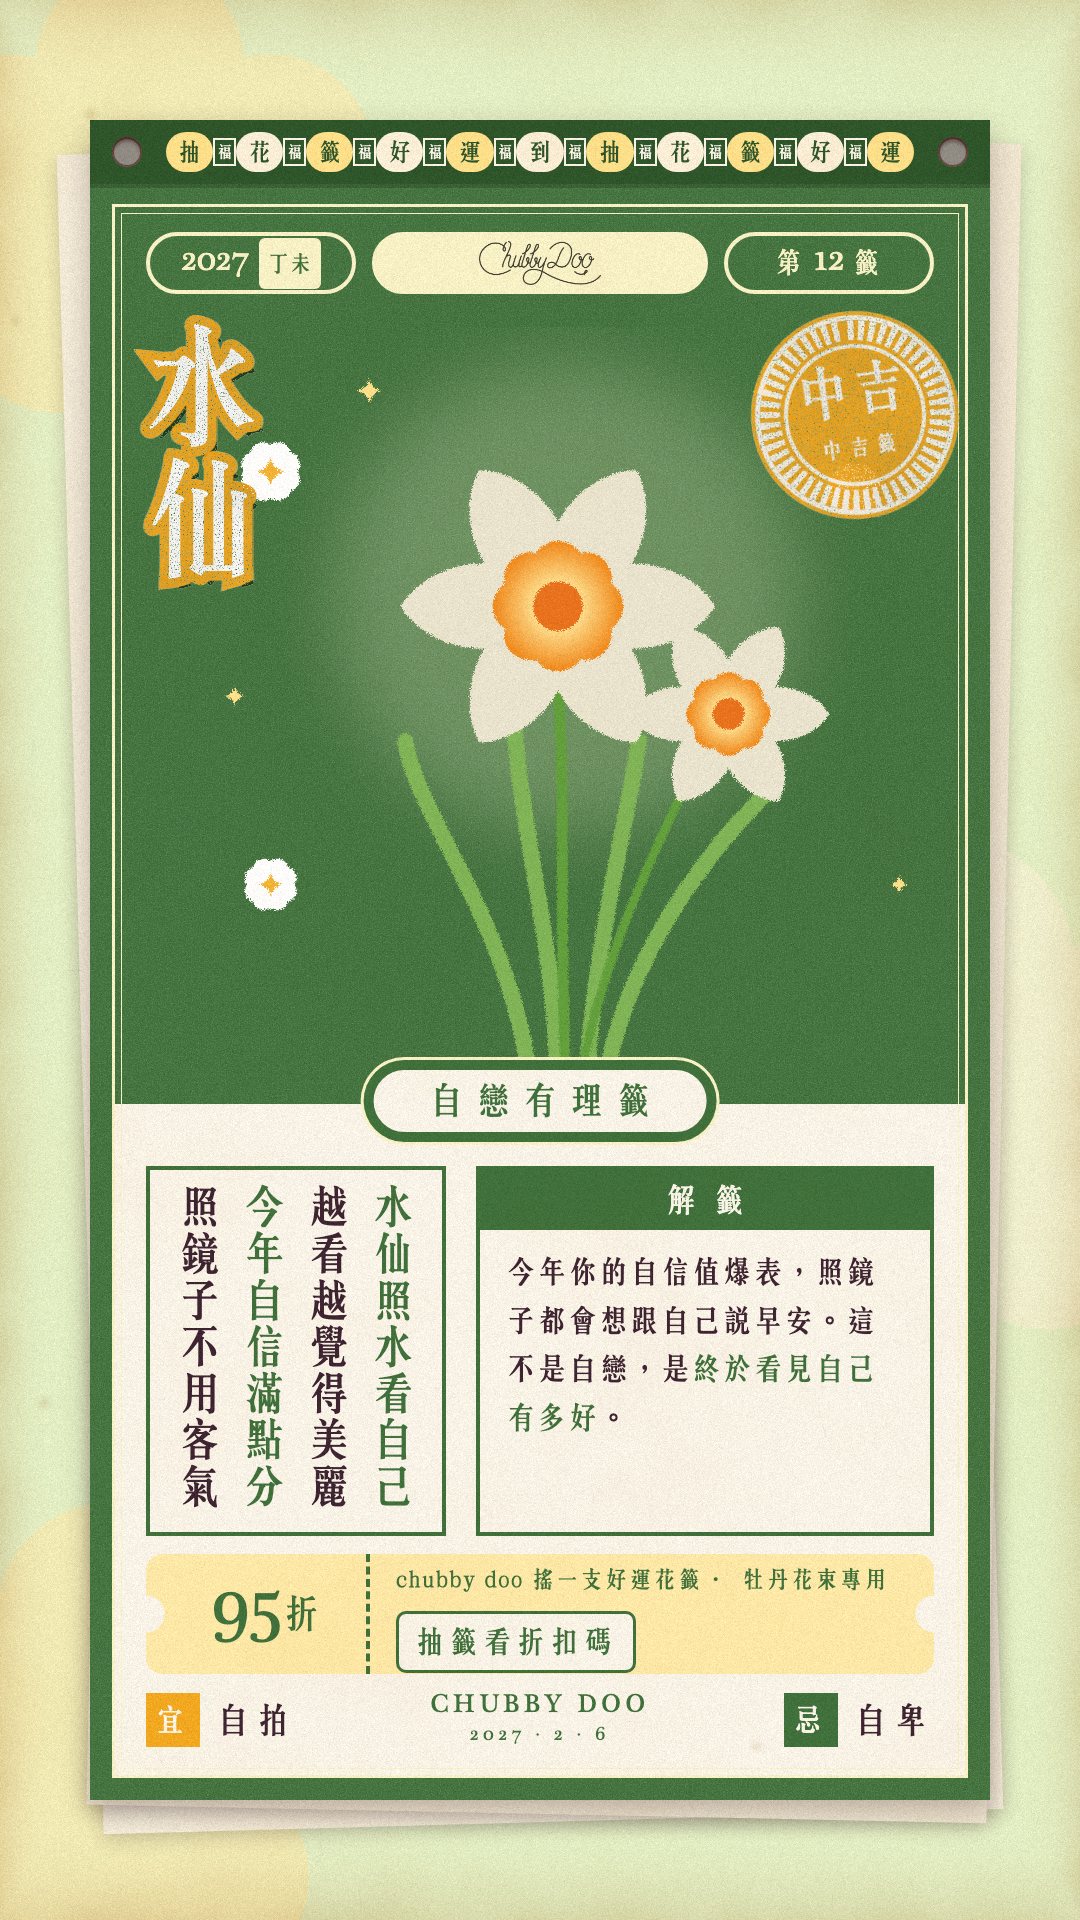 抽福花福籤福好福運福到福抽福花福籤福好福運
2027 丁未
ChubbyDoo
第 12 籤
水仙
中吉
中吉籤
自戀有理籤
水仙照水看自己
越看越覺得美麗
今年自信滿點分
照鏡子不用客氣
解籤
今年你的自信值爆表，照鏡
子都會想跟自己説早安。這
不是自戀，是終於看見自己
有多好。
95折
chubby doo 搖一支好運花籤・ 牡丹花束專用
抽籤看折扣碼
宜 自拍
CHUBBY DOO
2027 · 2 · 6
忌 自卑